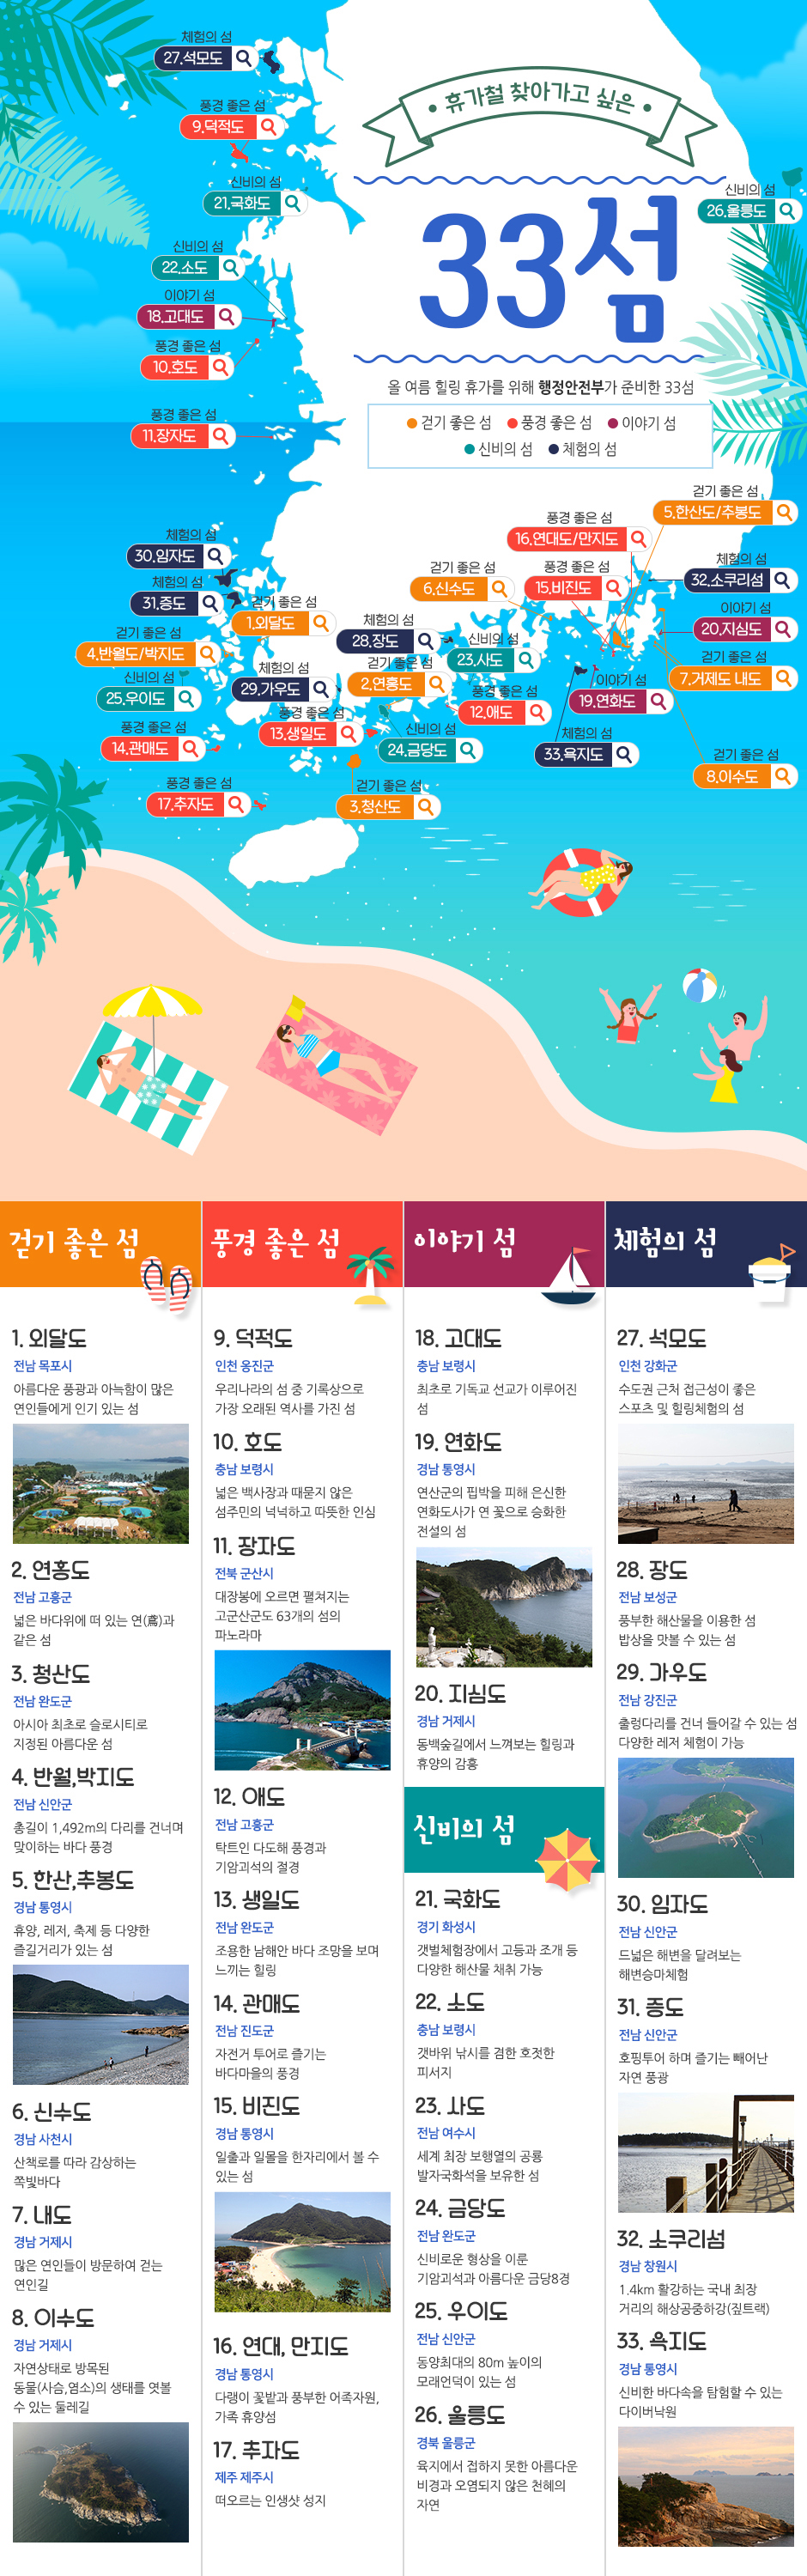 체험의 섬
27.석모도
풍경 좋은 섬
9.덕적도
신비의 섬
21.국화도
신비의 섬
22.소도
이야기 섬
18.고대도
풍경 좋은 섬
10.호도
풍경 좋은 섬
11.장자도
• 휴가철 찾아가고 싶은 •
33섬
신비의 섬
26.울릉도
올 여름 힐링 휴가를 위해 행정안전부가 준비한 33섬
걷기 좋은 섬 풍경 좋은 섬 이야기 섬
신비의 섬 체험의 섬
걷기 좋은 섬
5.한산도/추봉도
풍경 좋은 섬
16.연대도/만지도
체험의 섬
30.임자도
체험의 섬
31.증도
걷기 좋은 섬
1.외달도
걷기 좋은 섬
6.신수도
풍경 좋은 섬
15.비진도
체험의 섬
32.소쿠리섬
이야기 섬
20.지심도
걷기 좋은 섬
4.반월도/박지도
체험의 섬
28.장도
신비의 섬
23.사도
걷기 좋은 섬
7.거제도 내도
신비의 섬
25.우이도
체험의 섬
29.가우도
걷기 좋은 섬
2.연홍도
풍경 좋은 섬
12.애도
이야기 섬
19.연화도
풍경 좋은 섬
14.관매도
풍경 좋은 섬
13.생일도
신비의 섬
24.금당도
체험의 섬
33.욕지도
걷기 좋은 섬
8.이수도
풍경 좋은 섬
17.추자도
걷기 좋은 섬
3.청산도
걷기 좋은 섬
1. 외달도
전남 목포시
아름다운 풍광과 아늑함이 많은
연인들에게 인기 있는 섬
2. 연홍도
전남 고흥군
넓은 바다위에 떠 있는 연(鳶)과
같은 섬
3. 청산도
전남 완도군
아시아 최초로 슬로시티로
지정된 아름다운 섬
4. 반월,박지도
전남 신안군
총길이 1,492m의 다리를 건너며
맞이하는 바다 풍경
5. 한산,추봉도
경남 통영시
휴양, 레저, 축제 등 다양한
즐길거리가 있는 섬
6. 신수도
경남 사천시
산책로를 따라 감상하는
쪽빛바다
7. 내도
경남 거제시
많은 연인들이 방문하여 걷는
연인길
8. 이수도
경남 거제시
자연상태로 방목된
동물(사슴,염소)의 생태를 엿볼
수 있는 둘레길
풍경 좋은 섬
9. 덕적도
인천 옹진군
우리나라의 섬 중 기록상으로
가장 오래된 역사를 가진 섬
10. 호도
충남 보령시
넓은 백사장과 때묻지 않은
섬주민의 넉넉하고 따뜻한 인심
11. 장자도
전북 군산시
대장봉에 오르면 펼쳐지는
고군산군도 63개의 섬의
파노라마
12. 애도
전남 고흥군
탁트인 다도해 풍경과
기암괴석의 절경
13. 생일도
전남 완도군
조용한 남해안 바다 조망을 보며
느끼는 힐링
14. 관매도
전남 진도군
자전거 투어로 즐기는
바다마을의 풍경
15. 비진도
경남 통영시
일출과 일몰을 한자리에서 볼 수
있는 섬
16. 연대, 만지도
경남 통영시
다랭이 꽃밭과 풍부한 어족자원,
가족 휴양섬
17. 추자도
제주 제주시
떠오르는 인생샷 성지
이야기 섬
18. 고대도
충남 보령시
최초로 기독교 선교가 이루어진
섬
19. 연화도
경남 통영시
연산군의 핍박을 피해 은신한
연화도사가 연 꽃으로 승화한
전설의 섬
20. 지심도
경남 거제시
동백숲길에서 느껴보는 힐링과
휴양의 감흥
신비의 섬
21. 국화도
경기 화성시
갯벌체험장에서 고동과 조개 등
다양한 해산물 채취 가능
22. 소도
충남 보령시
갯바위 낚시를 겸한 호젓한
피서지
23. 사도
전남 여수시
세계 최장 보행렬의 공룡
발자국화석을 보유한 섬
24. 금당도
전남 완도군
신비로운 형상을 이룬
기암괴석과 아름다운 금당8경
25. 우이도
전남 신안군
동양최대의 80m 높이의
모래언덕이 있는 섬
26. 울릉도
경북 울릉군
육지에서 접하지 못한 아름다운
비경과 오염되지 않은 천혜의
자연
체험의 섬
27. 석모도
인천 강화군
수도권 근처 접근성이 좋은
스포츠 및 힐링체험의 섬
28. 장도
전남 보성군
풍부한 해산물을 이용한 섬
밥상을 맛볼 수 있는 섬
29. 가우도
전남 강진군
출렁다리를 건너 들어갈 수 있는 섬
다양한 레저 체험이 가능
30. 임자도
전남 신안군
드넓은 해변을 달려보는
해변승마체험
31. 증도
전남 신안군
호핑투어 하며 즐기는 빼어난
자연 풍광
32. 소쿠리섬
경남 창원시
1.4km 활강하는 국내 최장
거리의 해상공중하강(짚트랙)
33. 욕지도
경남 통영시
신비한 바다속을 탐험할 수 있는
다이버낙원